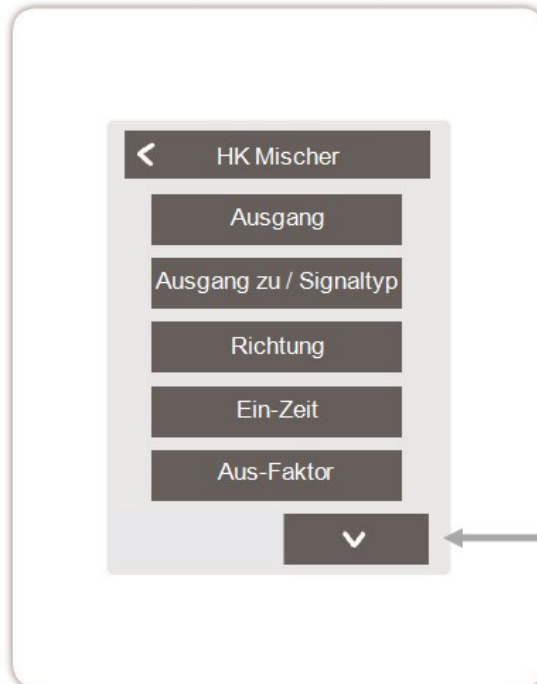 HK Mischer
Ausgang
Ausgang zu / Signaltyp
Richtung
Ein-Zeit
Aus-Faktor